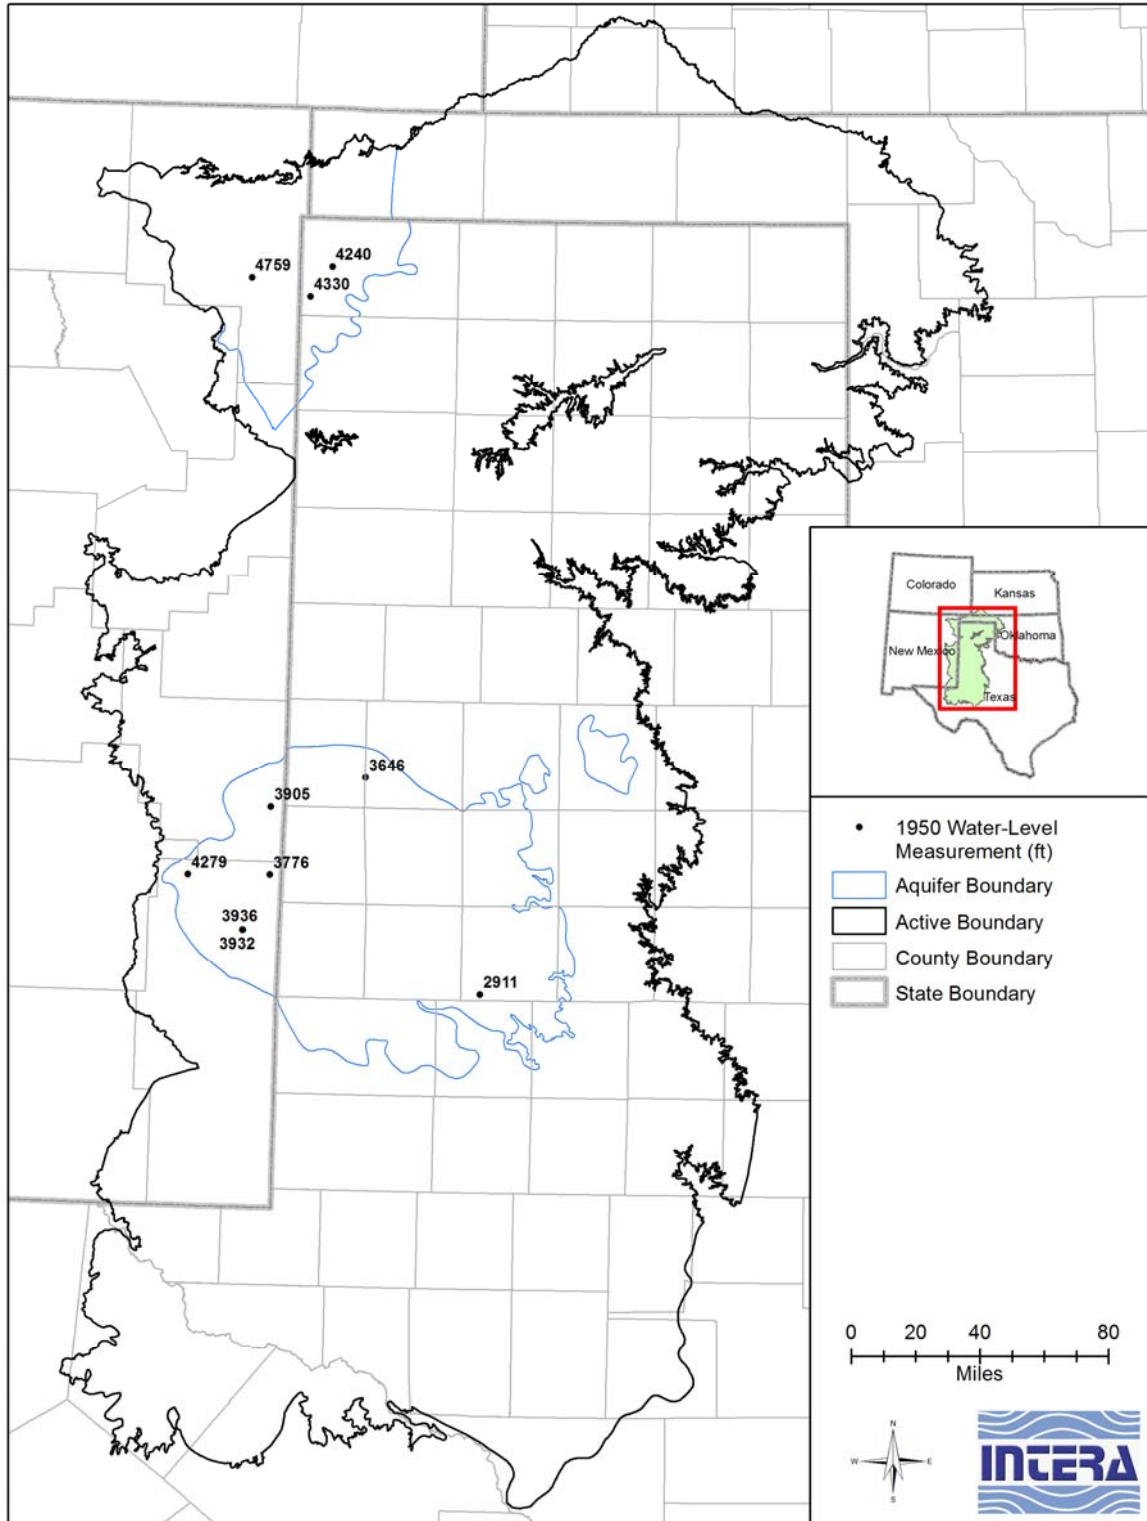 4759
4240
4330
3646
3905
4279
3776
3936
3932
2911
Colorado
Kansas
New Mexico
Oklahoma
Texas
1950 Water-Level
Measurement (ft)
Aquifer Boundary
Active Boundary
County Boundary
State Boundary
0 20 40 80
Miles
N
W E
S
INTERA